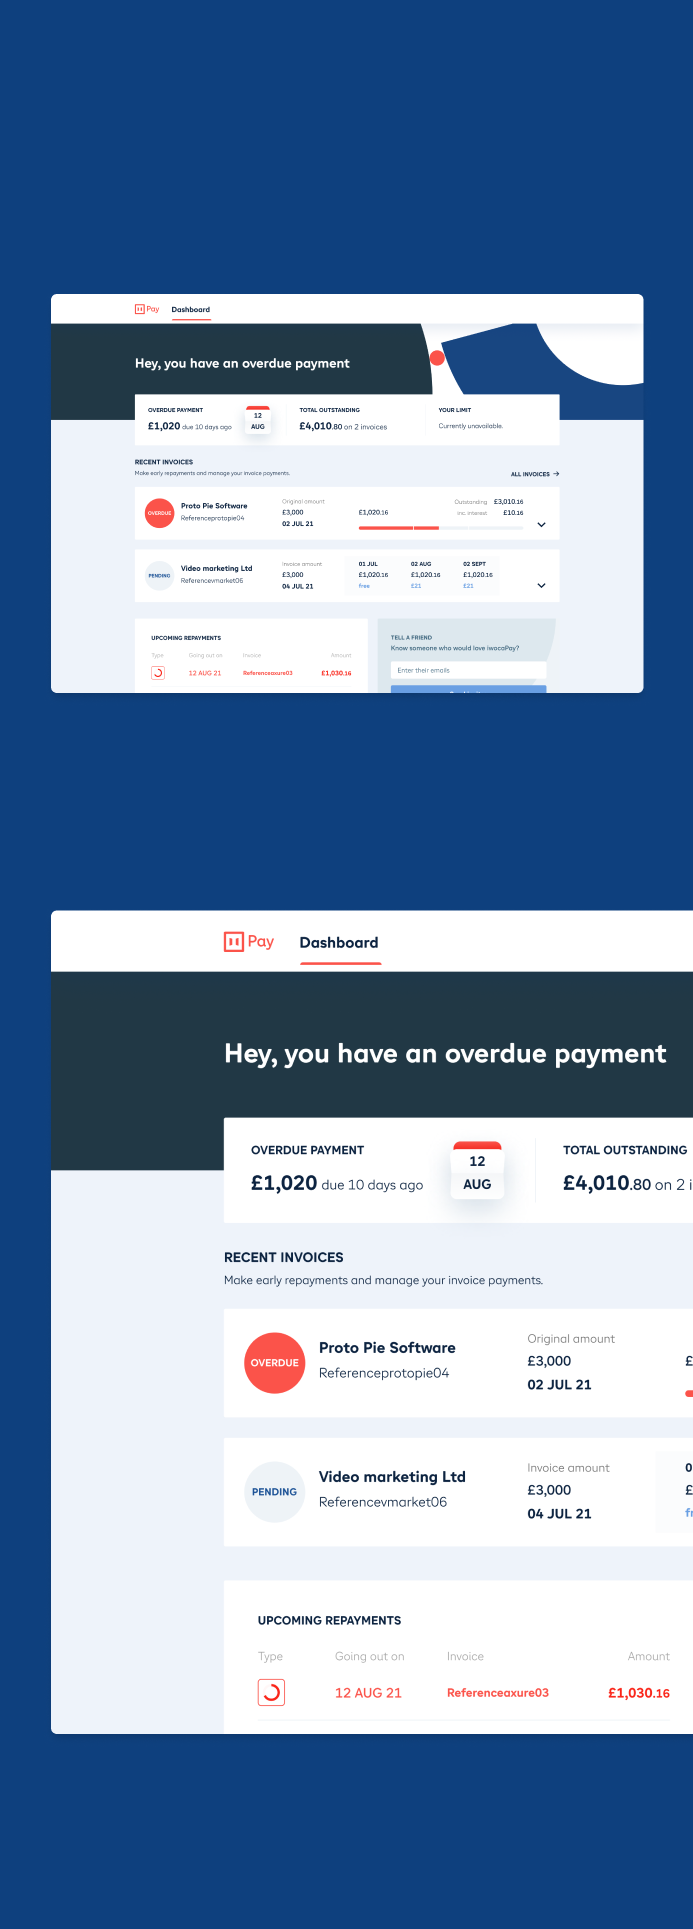 Pay Dashboard
Hey, you have an overdue payment
OVERDUE PAYMENT
£1,020 due 10 days ago
12
AUG
TOTAL OUTSTANDING
£4,010.80 on 2 invoices
YOUR LIMIT
Currently unavailable.
RECENT INVOICES
Make early repayments and manage your invoice payments.
ALL INVOICES →
OVERDUE
Proto Pie Software
Referenceprotopie04
Original amount
£3,000
02 JUL 21
£1,020.16
Outstanding £3,010.16
inc. interest £10.16
PENDING
Video marketing Ltd
Referencevmarket06
Invoice amount
£3,000
04 JUL 21
01 JUL 02 AUG 02 SEPT
£1,020.16 £1,020.16 £1,020.16
free £21 £21
UPCOMING REPAYMENTS
Type Going out on Invoice Amount
12 AUG 21 Referenceaxure03 £1,030.16
TELL A FRIEND
Know someone who would love iwocaPay?
Enter their emails
Pay Dashboard
Hey, you have an overdue payment
OVERDUE PAYMENT
£1,020 due 10 days ago
12
AUG
TOTAL OUTSTANDING
£4,010.80 on 2 i
RECENT INVOICES
Make early repayments and manage your invoice payments.
OVERDUE
Proto Pie Software
Referenceprotopie04
Original amount
£3,000
02 JUL 21
£
PENDING
Video marketing Ltd
Referencevmarket06
Invoice amount
£3,000
04 JUL 21
0
£
fr
UPCOMING REPAYMENTS
Type Going out on Invoice Amount
12 AUG 21 Referenceaxure03 £1,030.16